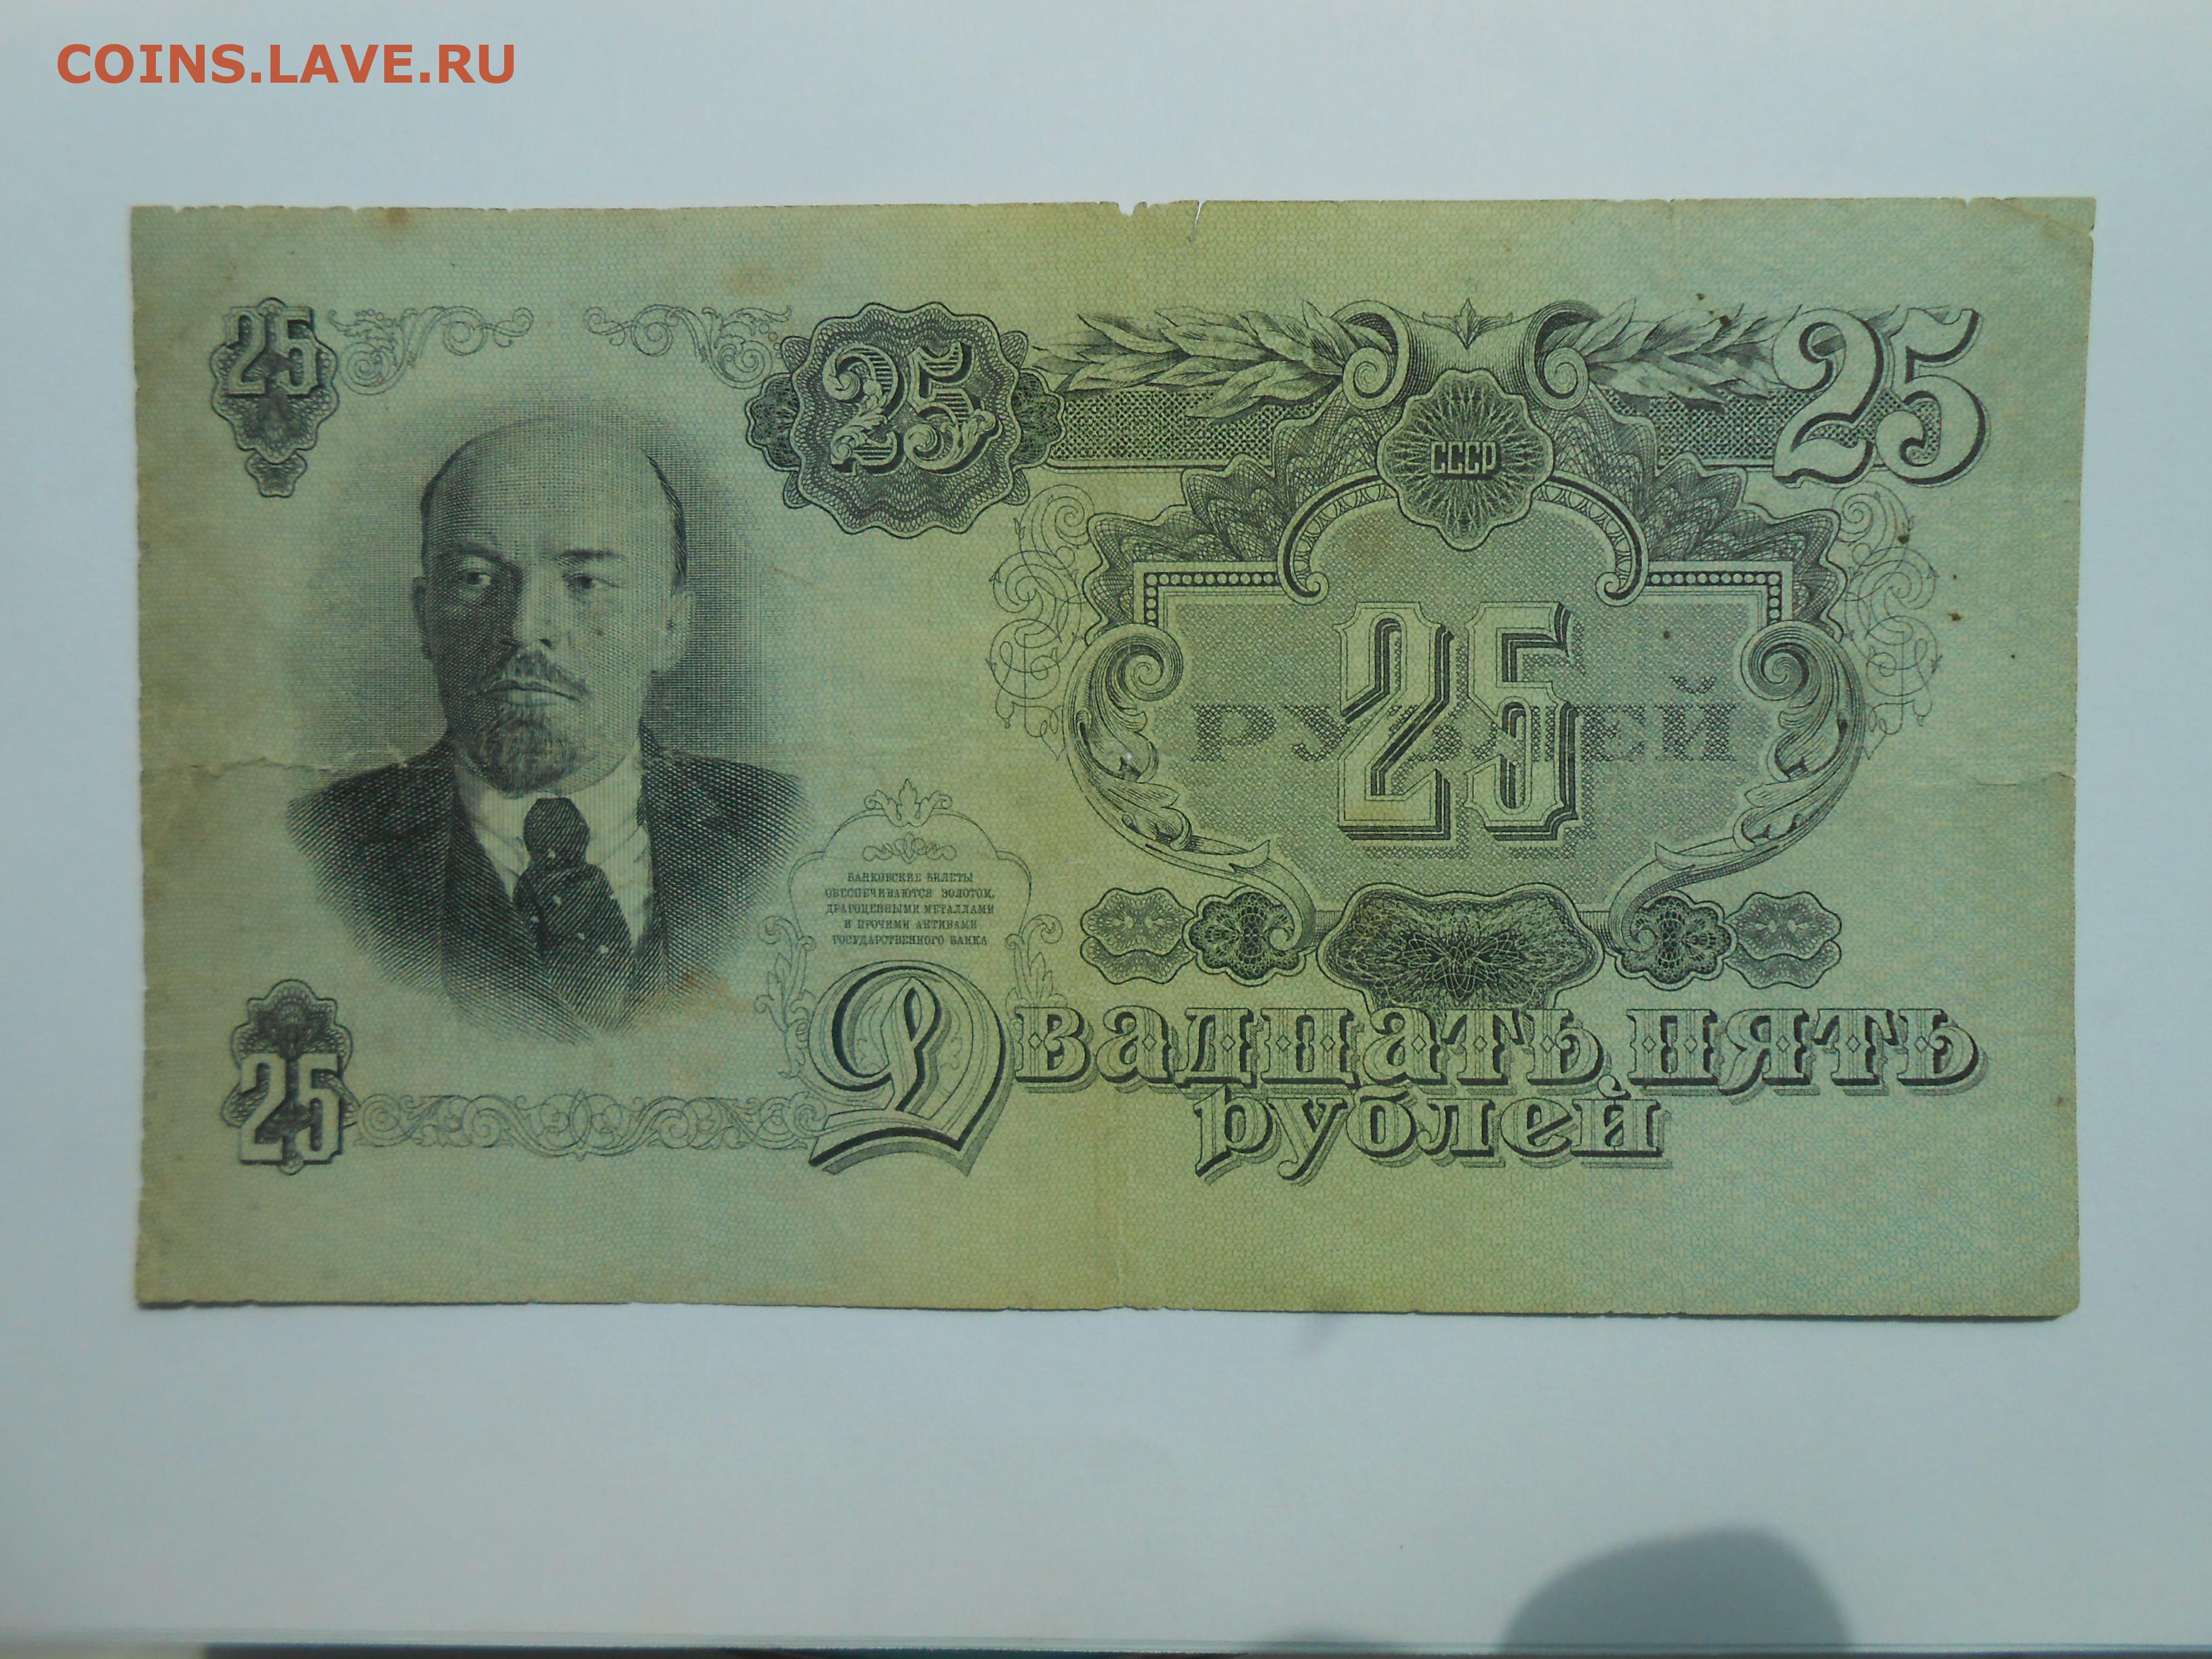 COINS.LAVE.RU
25
25
25
СССР
25
РУБЛЕЙ
БАНКОВСКИЕ БИЛЕТЫ
ОБЕСПЕЧИВАЮТСЯ ЗОЛОТОМ,
ДРАГОЦЕННЫМИ МЕТАЛЛАМИ
И ПРОЧИМИ АКТИВАМИ
ГОСУДАРСТВЕННОГО БАНКА
Двадцать пять
рублей
25